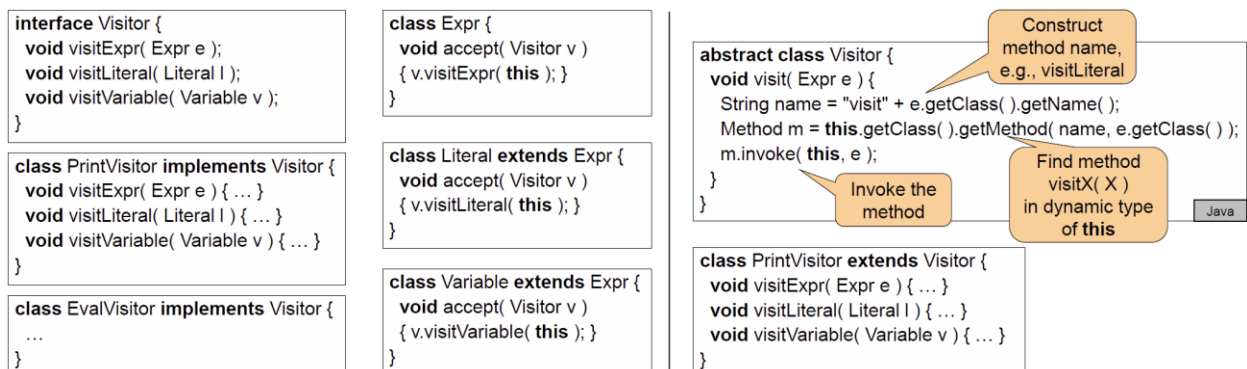 interface Visitor {
void visitExpr( Expr e );
void visitLiteral( Literal l );
void visitVariable( Variable v );
}
class PrintVisitor implements Visitor {
void visitExpr( Expr e ) { … }
void visitLiteral( Literal l ) { … }
void visitVariable( Variable v ) { … }
}
class EvalVisitor implements Visitor {
…
}
class Expr {
void accept( Visitor v )
{ v.visitExpr( this ); }
}
class Literal extends Expr {
void accept( Visitor v )
{ v.visitLiteral( this ); }
}
class Variable extends Expr {
void accept( Visitor v )
{ v.visitVariable( this ); }
}
abstract class Visitor {
void visit( Expr e ) {
String name = "visit" + e.getClass( ).getName( );
Method m = this.getClass( ).getMethod( name, e.getClass( ) );
m.invoke( this, e );
}
}
Construct
method name,
e.g., visitLiteral
Invoke the
method
Find method
visitX( X )
in dynamic type
of this
Java
class PrintVisitor extends Visitor {
void visitExpr( Expr e ) { … }
void visitLiteral( Literal l ) { … }
void visitVariable( Variable v ) { … }
}